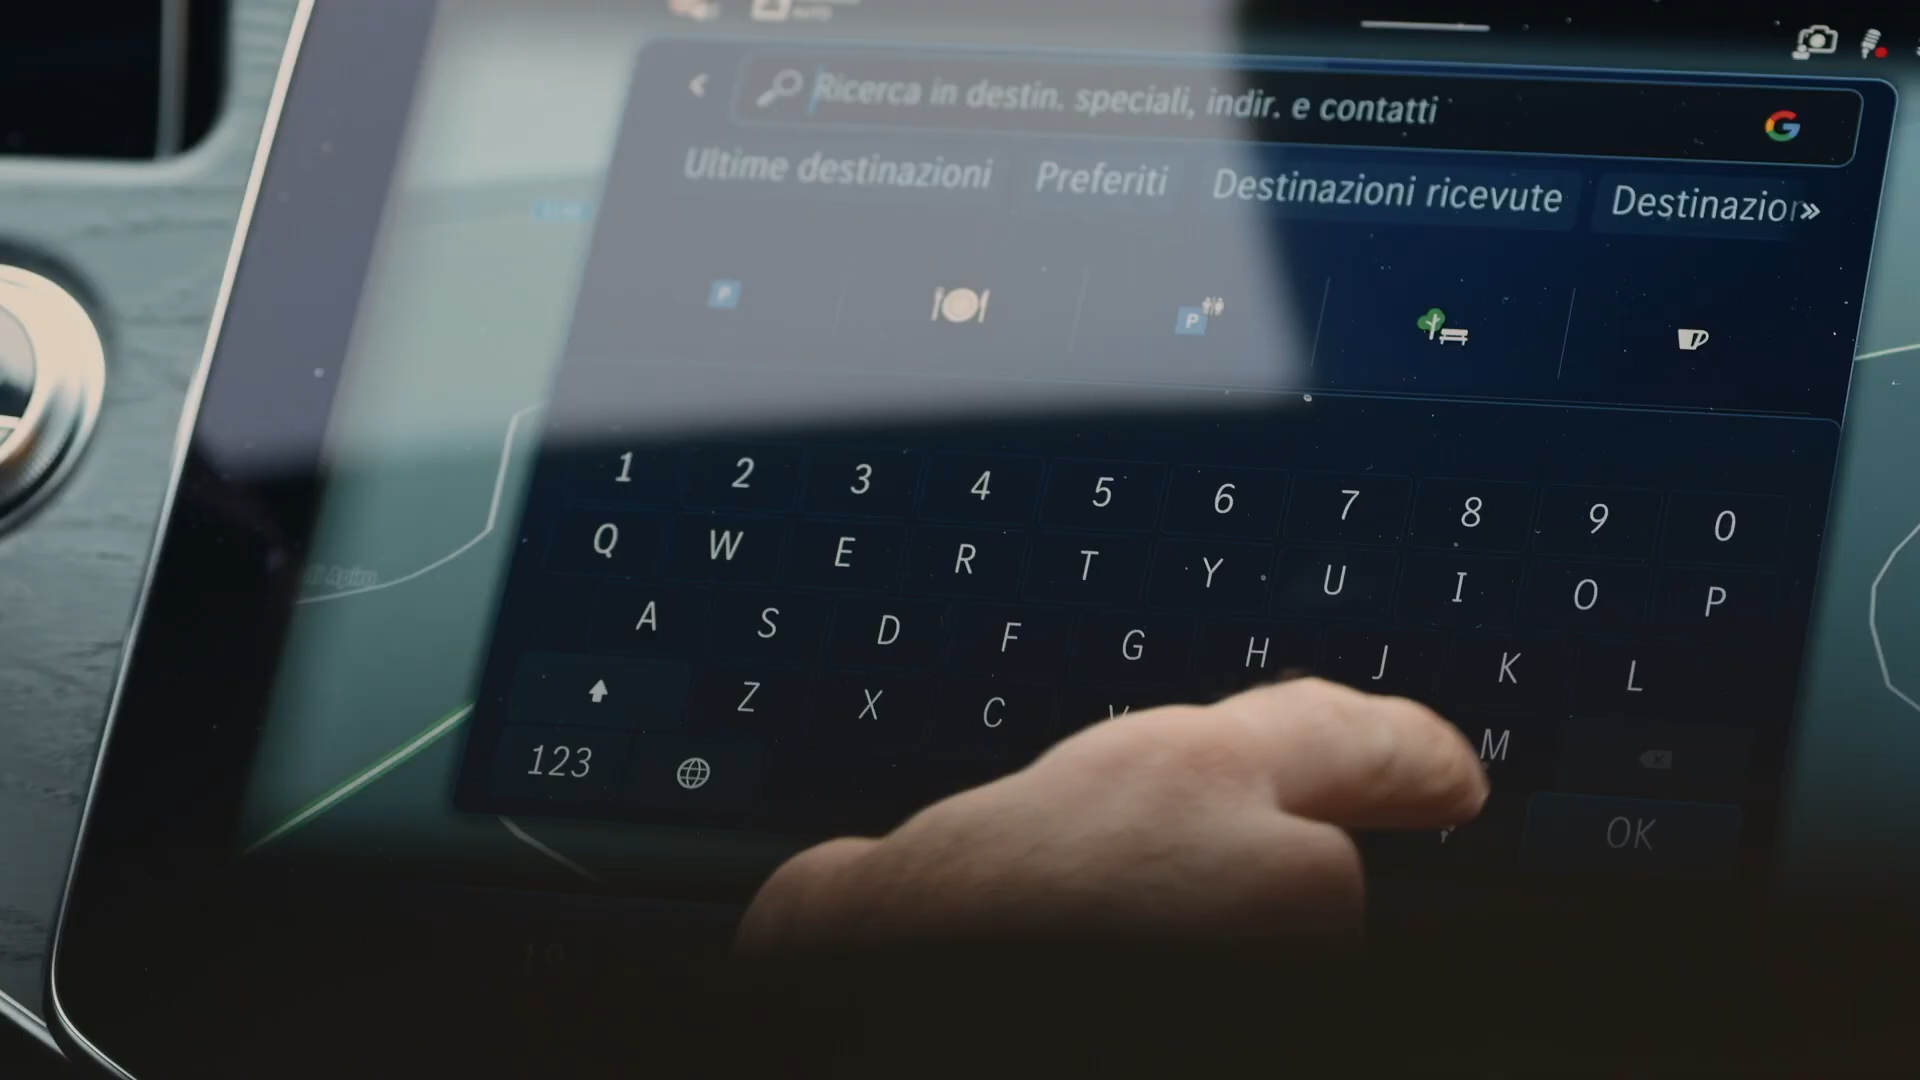 Ricerca in destin. speciali, indir. e contatti G
Ultime destinazioni Preferiti Destinazioni ricevute Destinazion»
P P
1 2 3 4 5 6 7 8 9 0
Q W E R T Y U I O P
A S D F G H J K L
Z X C V M
123 OK